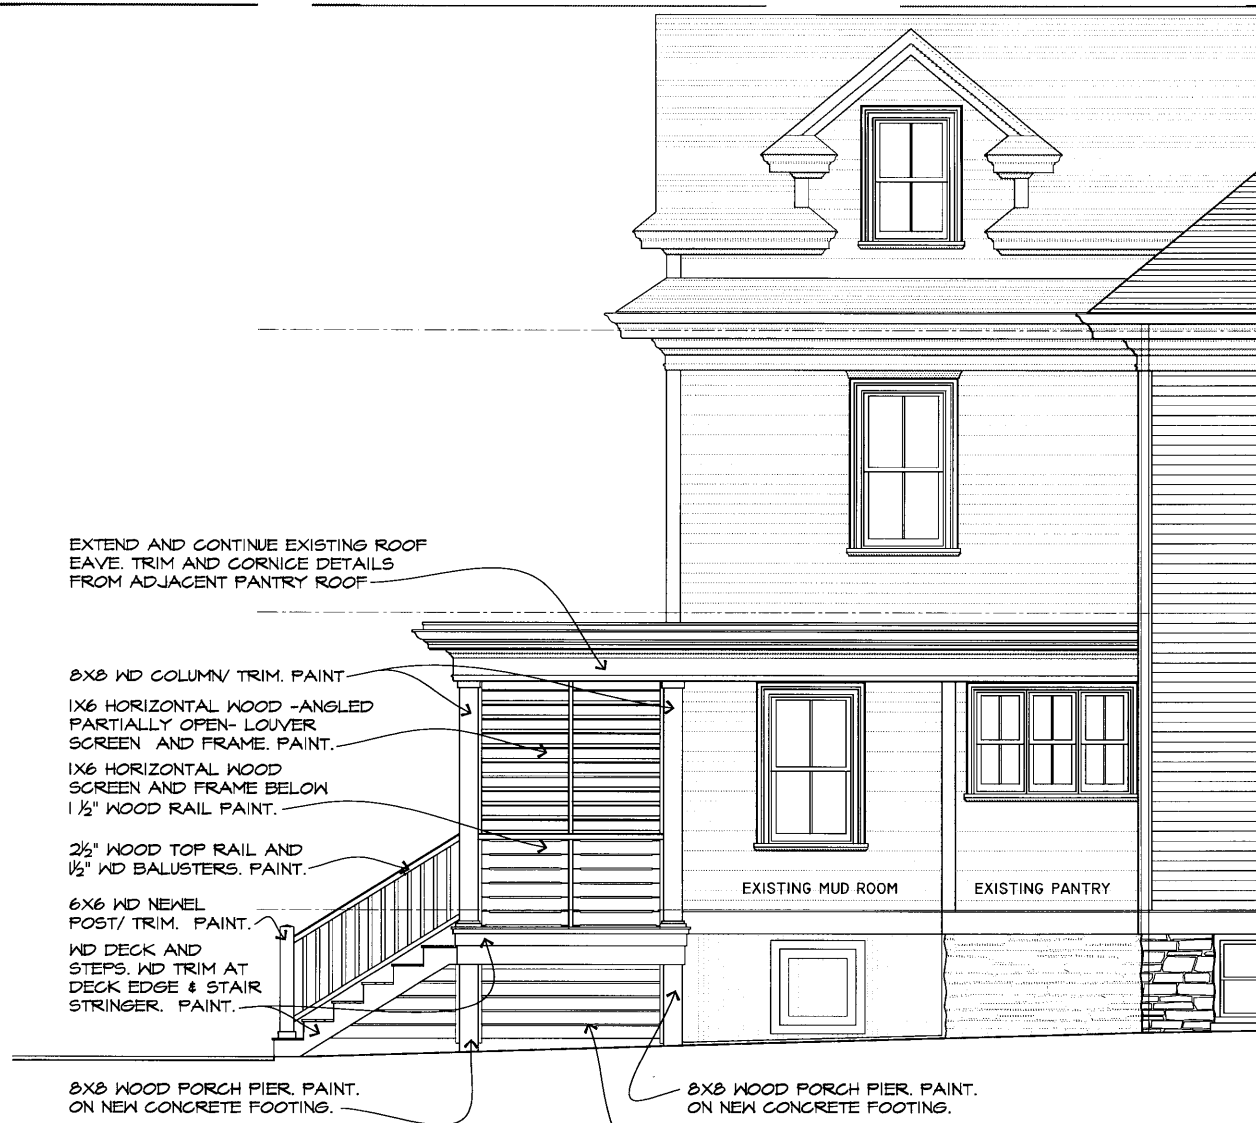 EXTEND AND CONTINUE EXISTING ROOF
EAVE. TRIM AND CORNICE DETAILS
FROM ADJACENT PANTRY ROOF
8X8 WD COLUMN/ TRIM. PAINT
1X6 HORIZONTAL WOOD -ANGLED
PARTIALLY OPEN- LOUVER
SCREEN AND FRAME. PAINT.
1X6 HORIZONTAL WOOD
SCREEN AND FRAME BELOW
1 ½" WOOD RAIL PAINT.
2½" WOOD TOP RAIL AND
1½" WD BALUSTERS. PAINT.
6X6 WD NEWEL
POST/ TRIM. PAINT.
WD DECK AND
STEPS. WD TRIM AT
DECK EDGE & STAIR
STRINGER. PAINT.
EXISTING MUD ROOM
EXISTING PANTRY
8X8 WOOD PORCH PIER. PAINT.
ON NEW CONCRETE FOOTING.
8X8 WOOD PORCH PIER. PAINT.
ON NEW CONCRETE FOOTING.